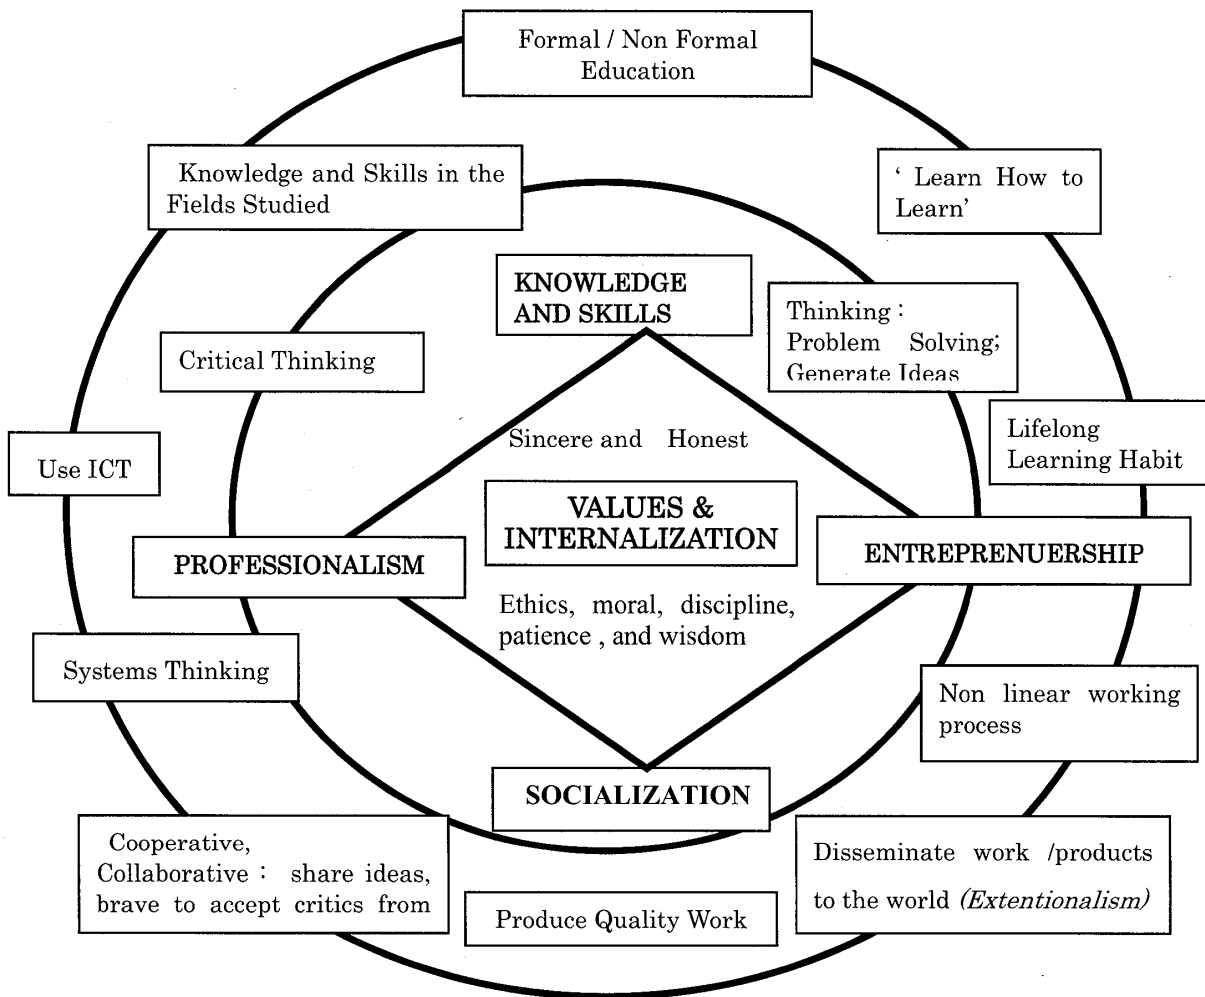 Formal / Non Formal
Education
Knowledge and Skills in the
Fields Studied
‘ Learn How to
Learn’
KNOWLEDGE
AND SKILLS
Thinking :
Problem Solving;
Generate Ideas
Critical Thinking
Lifelong
Learning Habit
Use ICT
Sincere and Honest
VALUES &
INTERNALIZATION
PROFESSIONALISM
ENTREPRENUERSHIP
Ethics, moral, discipline,
patience , and wisdom
Systems Thinking
Non linear working
process
SOCIALIZATION
Cooperative,
Collaborative : share ideas,
brave to accept critics from
Produce Quality Work
Disseminate work /products
to the world (Extentionalism)